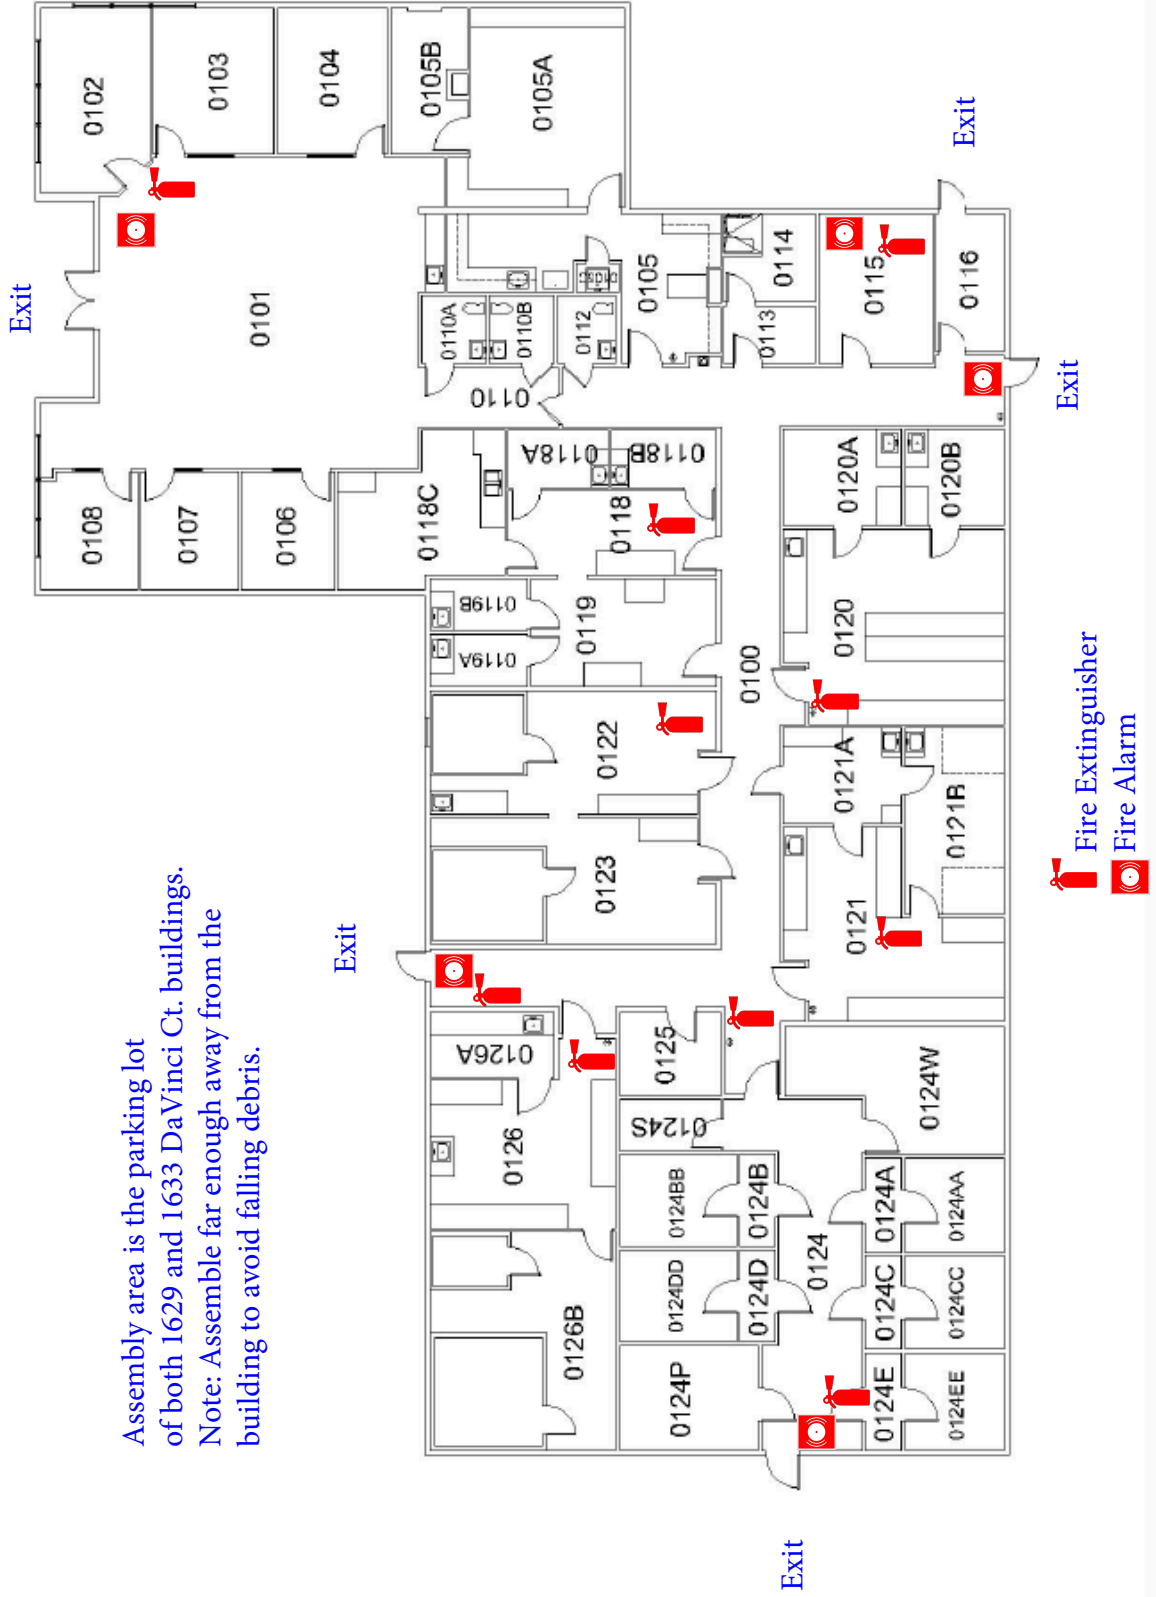 Exit
Assembly area is the parking lot
of both 1629 and 1633 DaVinci Ct. buildings.
Note: Assemble far enough away from the
building to avoid falling debris.
Exit
0108
0102
0107
0103
0101
0106
0104
0118C
0105B
0110A
0119B
0119A
0126A
0110
0110B
0105A
0126
0126B
0118A
0112
0119
0122
0123
0118
0118B
0105
0125
0124S
0124BB
0124DD
0124P
0100
0113
0114
0124B
0124D
Exit
0124
0120A
0120
0121A
0121
0115
0124A
0124C
0124E
0124W
0120B
0121B
0116
0124AA
0124CC
0124EE
Exit
Exit
Fire Extinguisher
Fire Alarm